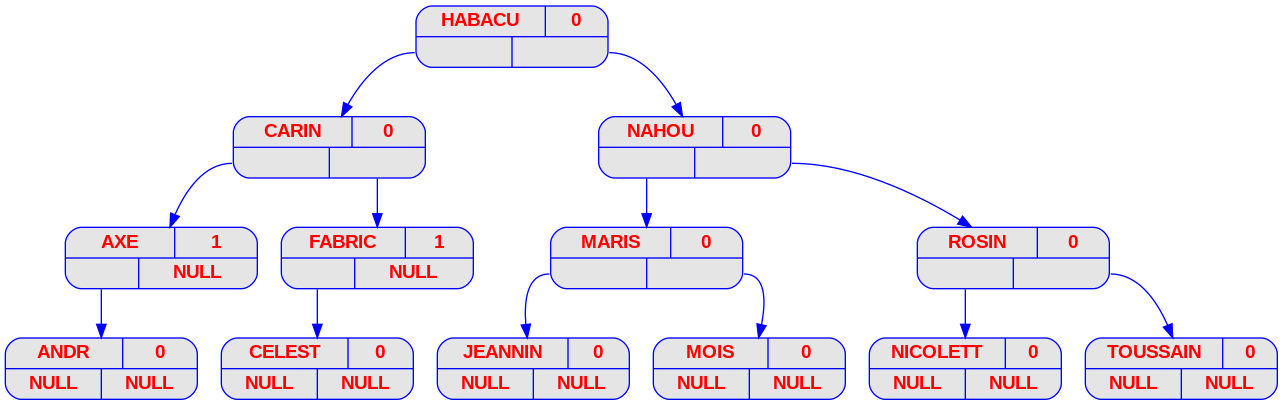 HABACU 0
CARIN 0
NAHOU 0
AXE 1
NULL
FABRIC 1
NULL
MARIS 0
ROSIN 0
ANDR 0
NULL NULL
CELEST 0
NULL NULL
JEANNIN 0
NULL NULL
MOIS 0
NULL NULL
NICOLETT 0
NULL NULL
TOUSSAIN 0
NULL NULL